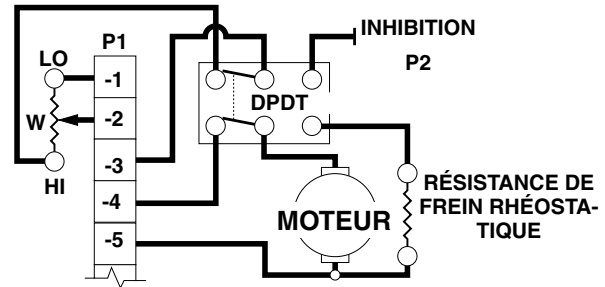 P1
LO
W
HI
-1
-2
-3
-4
-5
DPDT
INHIBITION
P2
MOTEUR
RÉSISTANCE DE
FREIN RHÉOSTA-
TIQUE